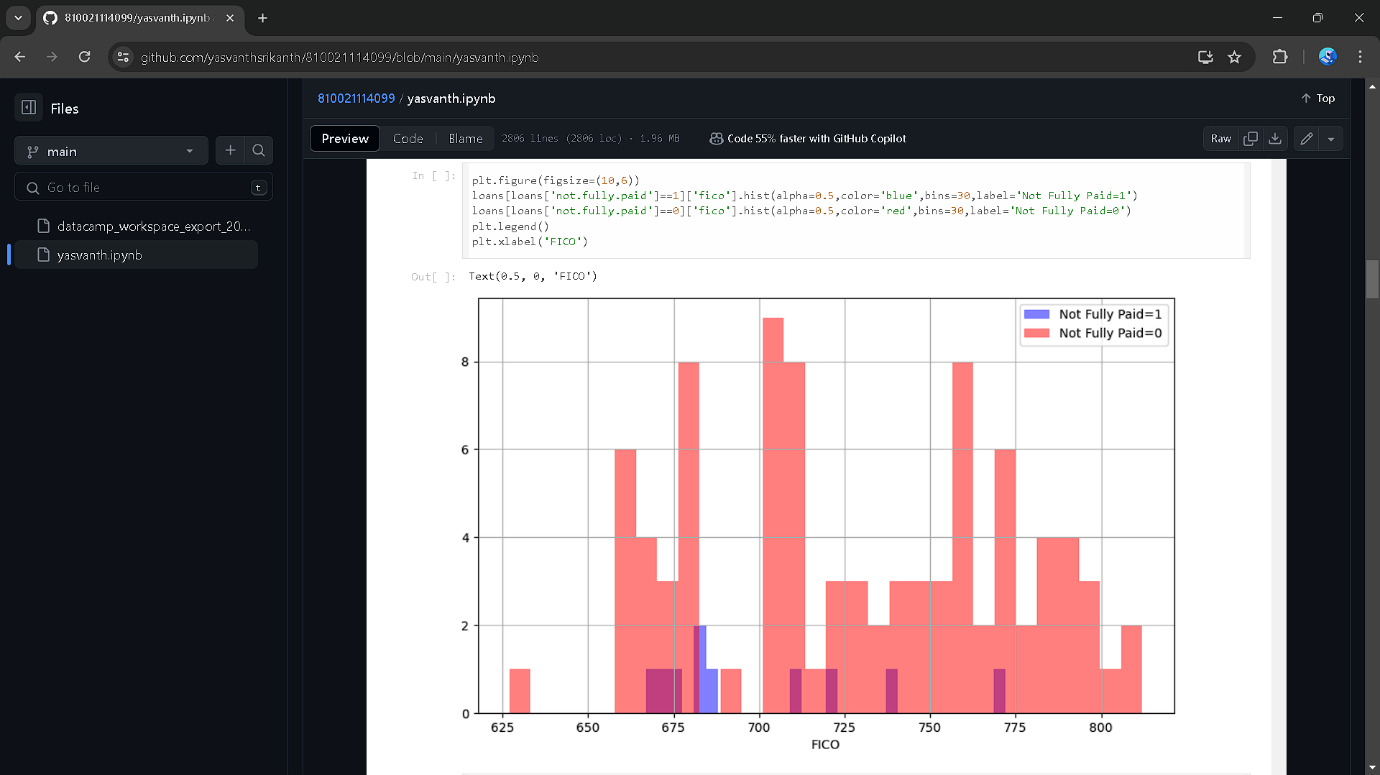 810021114099/yasvanth.ipynb
github.com/yasvanthsrikanth/810021114099/blob/main/yasvanth.ipynb
Files
main
Go to file
t
datacamp_workspace_export_20...
yasvanth.ipynb
810021114099 / yasvanth.ipynb
Top
Preview
Code
Blame
2806 lines (2806 loc) · 1.96 MB
Code 55% faster with GitHub Copilot
Raw
In [ ]:
plt.figure(figsize=(10,6))
loans[loans['not.fully.paid']==1]['fico'].hist(alpha=0.5,color='blue',bins=30,label='Not Fully Paid=1')
loans[loans['not.fully.paid']==0]['fico'].hist(alpha=0.5,color='red',bins=30,label='Not Fully Paid=0')
plt.legend()
plt.xlabel('FICO')
Out[ ]:
Text(0.5, 0, 'FICO')
Not Fully Paid=1
Not Fully Paid=0
8
6
4
2
0
625 650 675 700 725 750 775 800
FICO